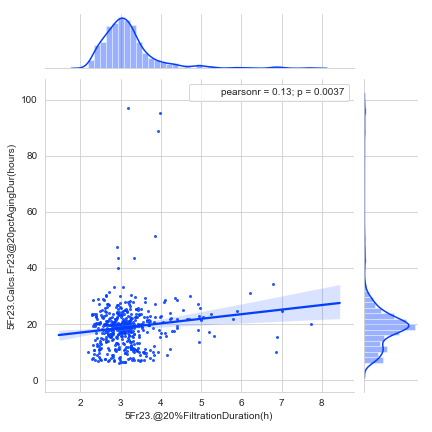 pearsonr = 0.13; p = 0.0037
100
80
60
40
20
0
5Fr23.Calcs.Fr23@20potAgingDur(hours)
2 3 4 5 6 7 8
5Fr23.@20%FiltrationDuration(h)